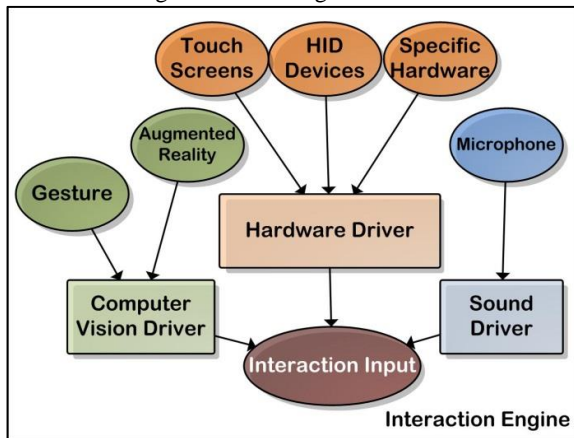 Touch
Screens
HID
Devices
Specific
Hardware
Augmented
Reality
Microphone
Gesture
Hardware Driver
Computer
Vision Driver
Sound
Driver
Interaction Input
Interaction Engine